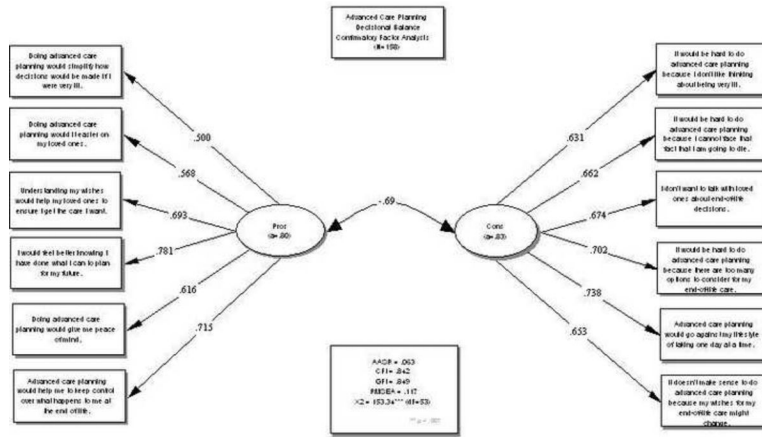 Advanced Care Planning
Decisional Balance
Confirmatory Factor Analysis
(N=158)
Doing advanced care
planning would simplify how
decisions would be made if I
were very ill.
Doing advanced care
planning would it easier on
my loved ones.
Understanding my wishes
would help my loved ones to
ensure I get the care I want.
I would feel better knowing I
have done what I can to plan
for my future.
Doing advanced care
planning would give me peace
of mind.
Advanced care planning
would help me to keep control
over what happens to me at
the end of life.
.500
.568
.693
.781
.616
.715
Pros
(α= .80)
-.69
Cons
(α= .83)
.631
.662
.674
.702
.738
.653
It would be hard to do
advanced care planning
because I don't like thinking
about being very ill.
It would be hard to do
advanced care planning
because I cannot face that
fact that I am going to die.
I don't want to talk with loved
ones about end-of-life
decisions.
It would be hard to do
advanced care planning
because there are too many
options to consider for my
end-of-life care.
Advanced care planning
would go against my lifestyle
of taking one day at a time.
It doesn't make sense to do
advanced care planning
because my wishes for my
end-of-life care might
change.
AASR = .063
CFI = .842
GFI = .849
RMSEA = .117
X2 = 153.34*** (df=53)